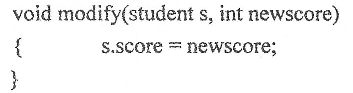 void modify(student s, int newscore)
{ s.score = newscore;
}